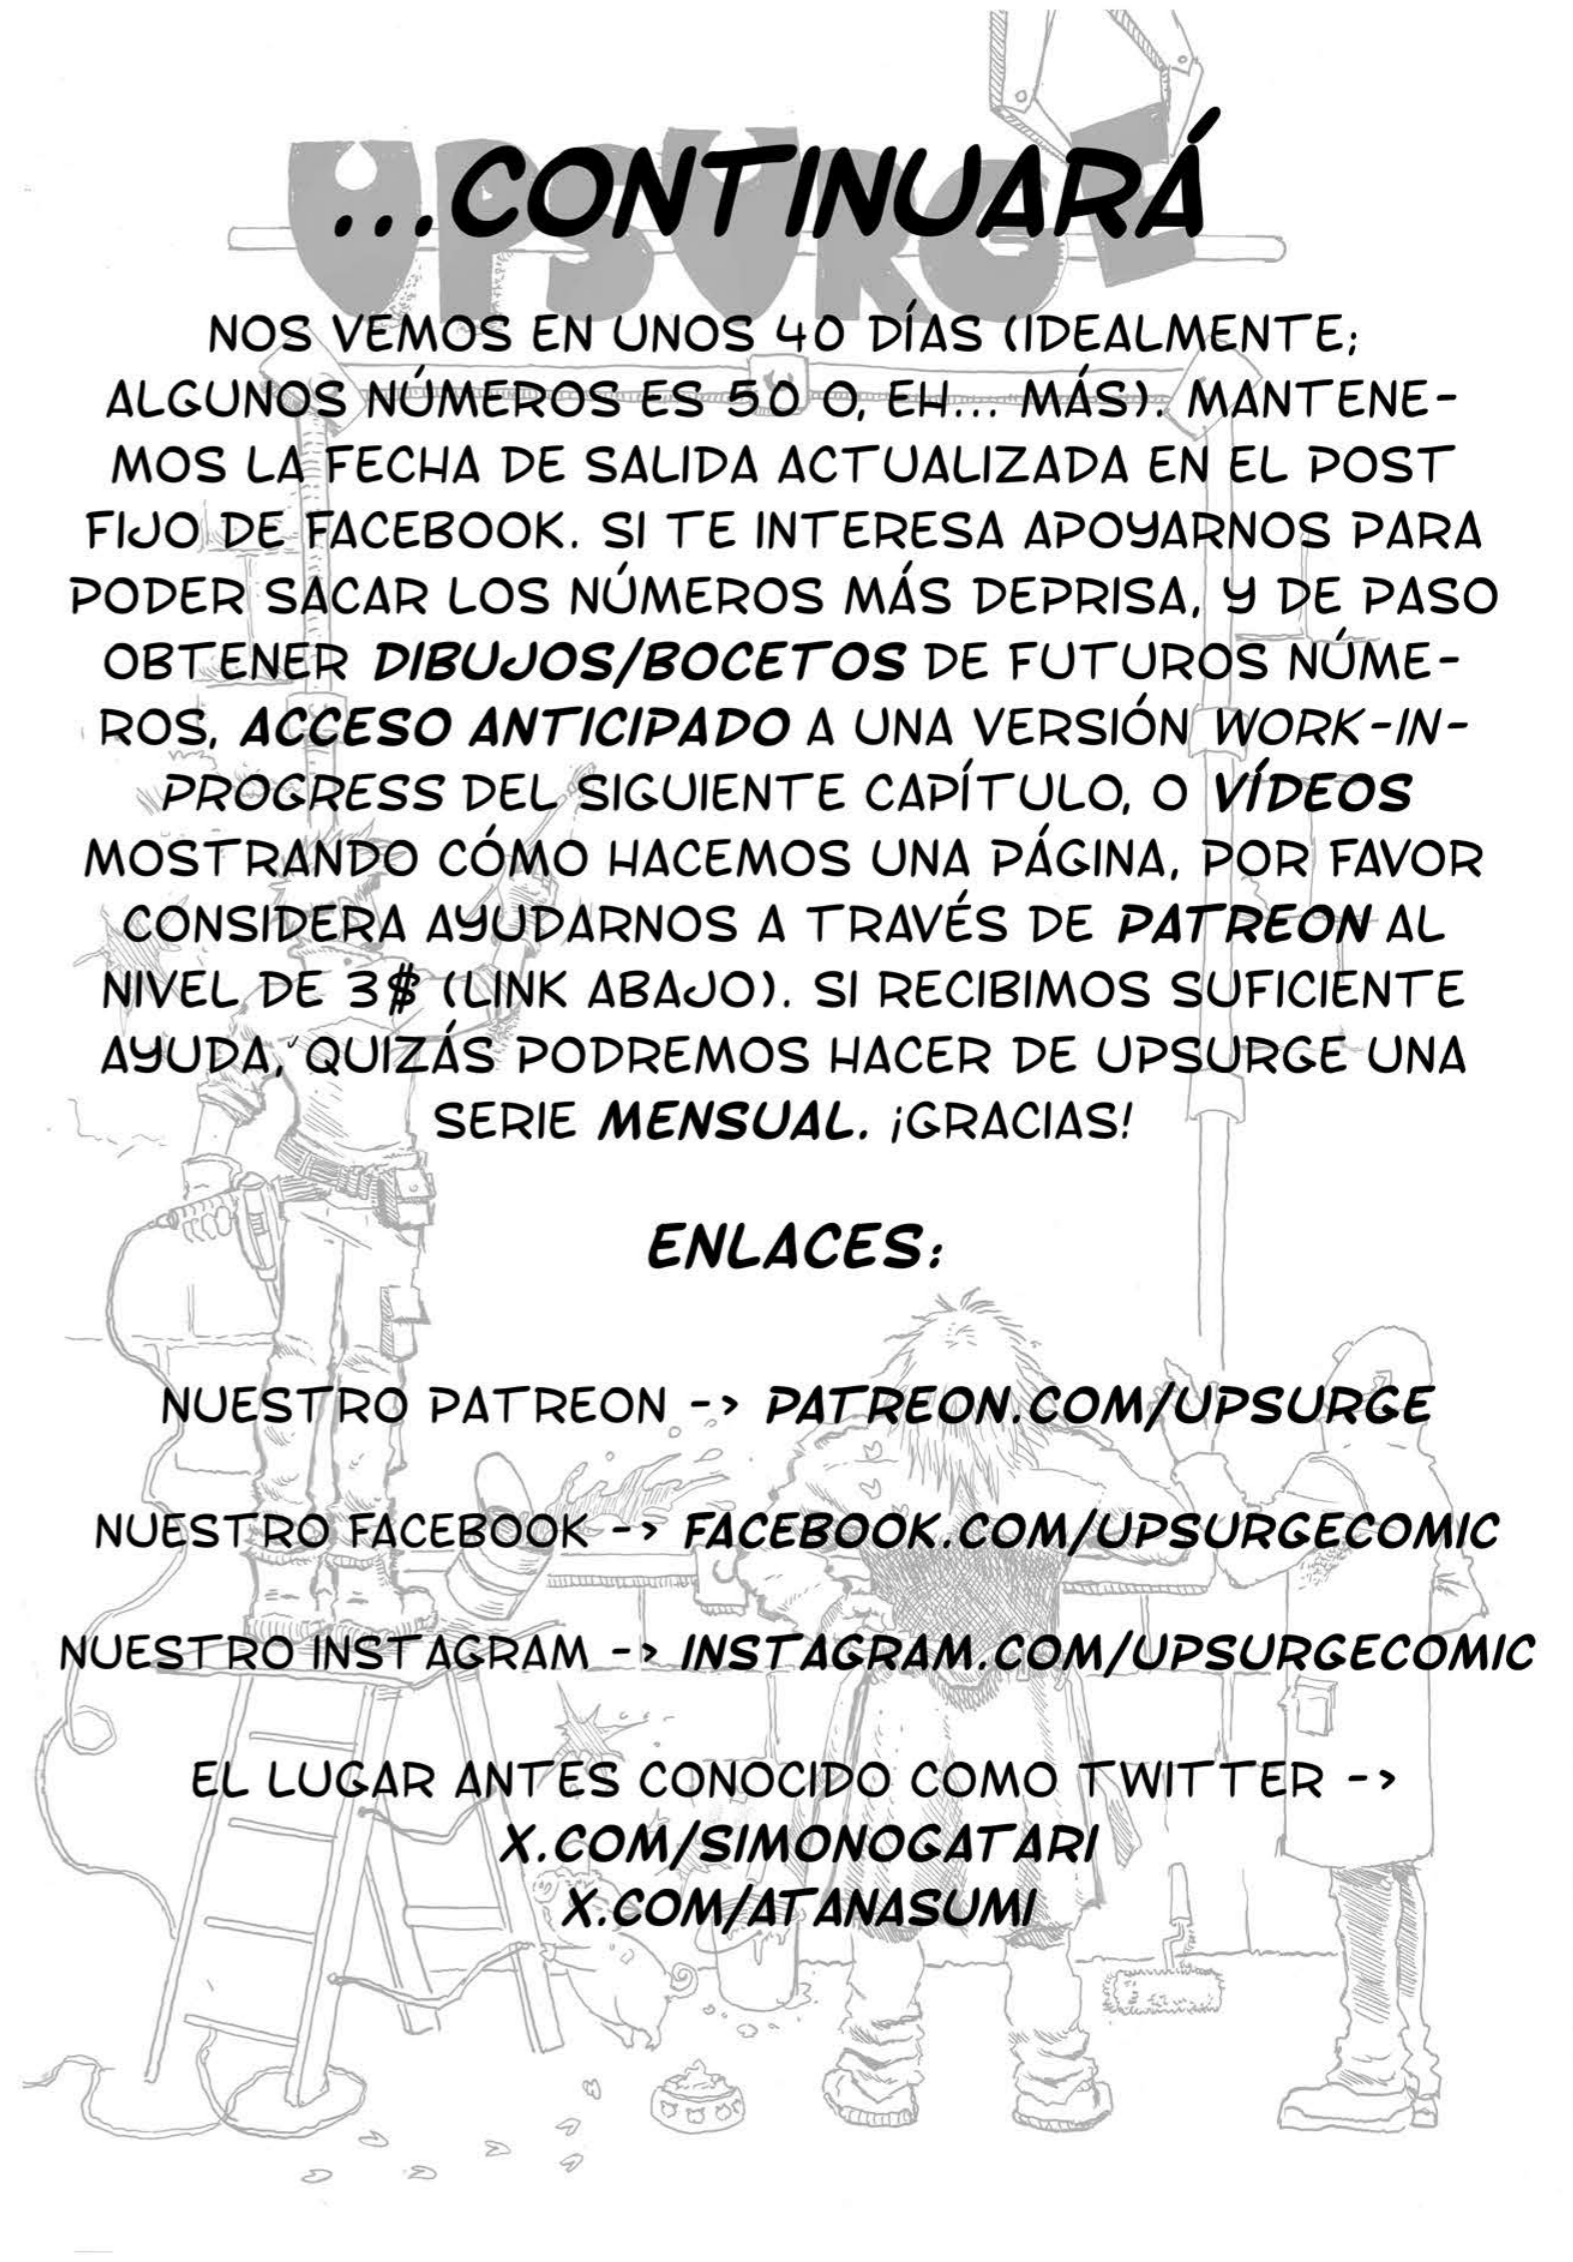 UPSURGE
...CONTINUARÁ
NOS VEMOS EN UNOS 40 DÍAS (IDEALMENTE;
ALGUNOS NÚMEROS ES 50 O, EH... MÁS). MANTENE-
MOS LA FECHA DE SALIDA ACTUALIZADA EN EL POST
FIJO DE FACEBOOK. SI TE INTERESA APOYARNOS PARA
PODER SACAR LOS NÚMEROS MÁS DEPRISA, Y DE PASO
OBTENER DIBUJOS/BOCETOS DE FUTUROS NÚME-
ROS, ACCESO ANTICIPADO A UNA VERSIÓN WORK-IN-
PROGRESS DEL SIGUIENTE CAPÍTULO, O VÍDEOS
MOSTRANDO CÓMO HACEMOS UNA PÁGINA, POR FAVOR
CONSIDERA AYUDARNOS A TRAVÉS DE PATREON AL
NIVEL DE 3$ (LINK ABAJO). SI RECIBIMOS SUFICIENTE
AYUDA, QUIZÁS PODREMOS HACER DE UPSURGE UNA
SERIE MENSUAL. ¡GRACIAS!
ENLACES:
NUESTRO PATREON -> PATREON.COM/UPSURGE
NUESTRO FACEBOOK -> FACEBOOK.COM/UPSURGECOMIC
NUESTRO INSTAGRAM -> INSTAGRAM.COM/UPSURGECOMIC
EL LUGAR ANTES CONOCIDO COMO TWITTER ->
X.COM/SIMONOGATARI
X.COM/ATANASUMI